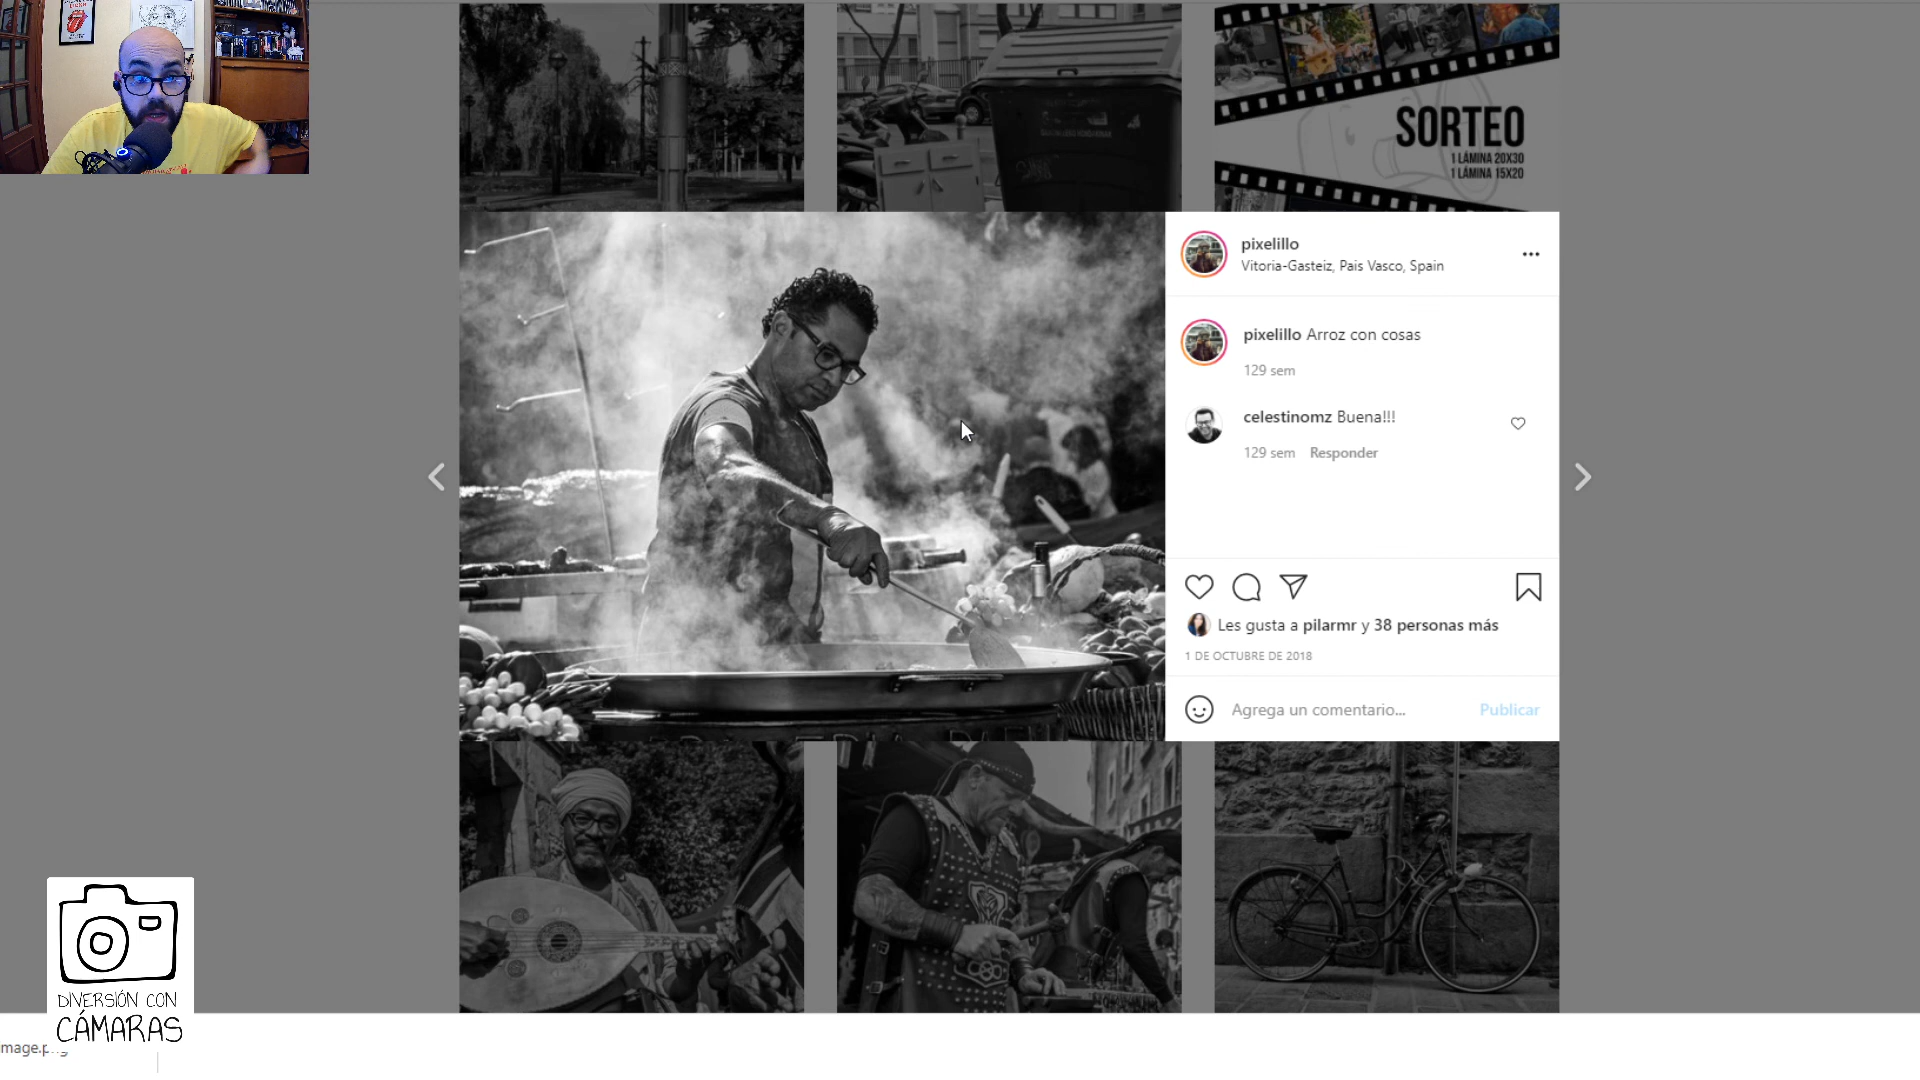 SORTEO
1 LÁMINA 20X30
1 LÁMINA 15X20
pixelillo
Vitoria-Gasteiz, Pais Vasco, Spain
pixelillo Arroz con cosas
129 sem
celestinomz Buena!!!
129 sem Responder
Les gusta a pilarmr y 38 personas más
1 DE OCTUBRE DE 2018
Agrega un comentario...
Publicar
DIVERSIÓN CON
CÁMARAS